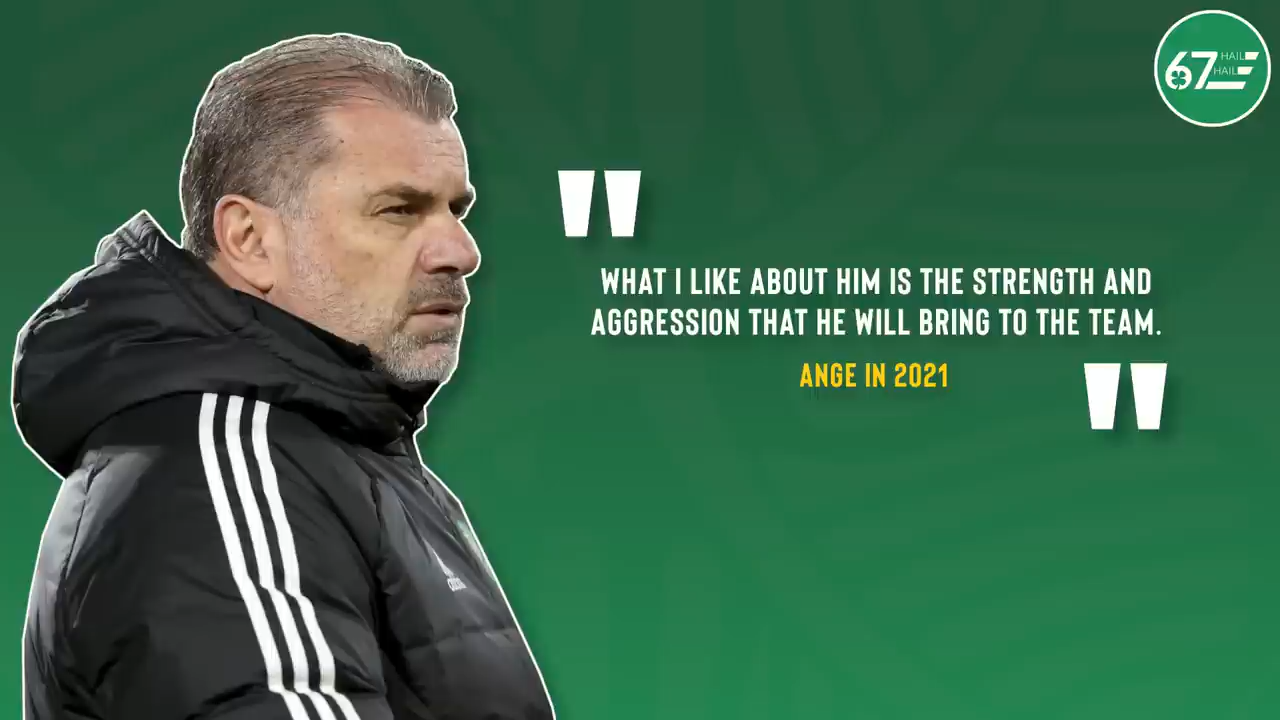 67 HAIL
HAIL
"
WHAT I LIKE ABOUT HIM IS THE STRENGTH AND
AGGRESSION THAT HE WILL BRING TO THE TEAM.
ANGE IN 2021
"
adidas